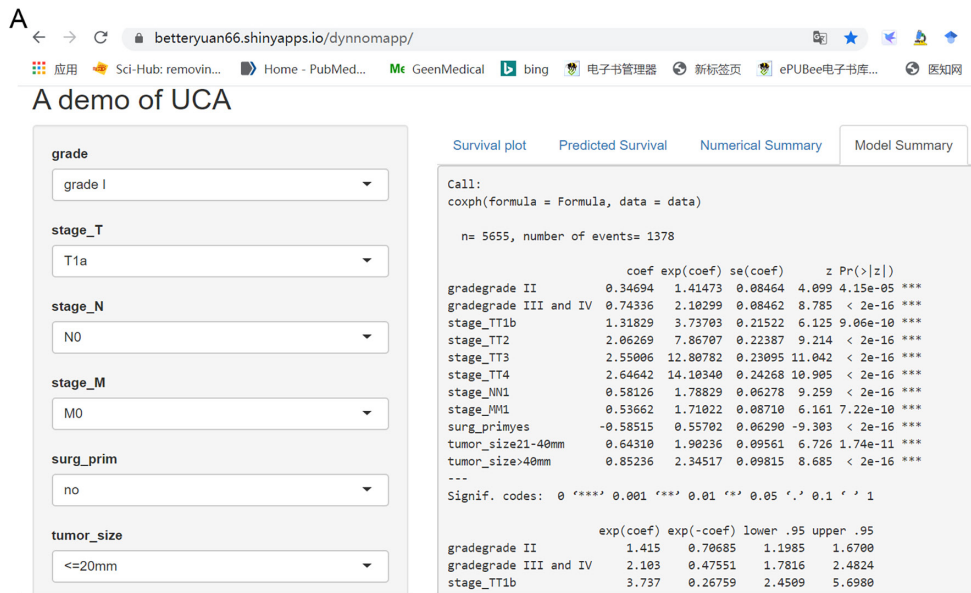 A
betteryuan66.shinyapps.io/dynnomapp/
应用 Sci-Hub: removin... Home - PubMed... Me GeenMedical bing 电子书管理器 新标签页 ePUBee电子书库... 医知网
A demo of UCA
grade
grade I
stage_T
T1a
stage_N
N0
stage_M
M0
surg_prim
no
tumor_size
<=20mm
Survival plot Predicted Survival Numerical Summary Model Summary
Call:
coxph(formula = Formula, data = data)
n= 5655, number of events= 1378
coef exp(coef) se(coef) z Pr(>|z|)
gradegrade II 0.34694 1.41473 0.08464 4.099 4.15e-05 ***
gradegrade III and IV 0.74336 2.10299 0.08462 8.785 < 2e-16 ***
stage_TT1b 1.31829 3.73703 0.21522 6.125 9.06e-10 ***
stage_TT2 2.06269 7.86707 0.22387 9.214 < 2e-16 ***
stage_TT3 2.55006 12.80782 0.23095 11.042 < 2e-16 ***
stage_TT4 2.64642 14.10340 0.24268 10.905 < 2e-16 ***
stage_NN1 0.58126 1.78829 0.06278 9.259 < 2e-16 ***
stage_MM1 0.53662 1.71022 0.08710 6.161 7.22e-10 ***
surg_primyes -0.58515 0.55702 0.06290 -9.303 < 2e-16 ***
tumor_size21-40mm 0.64310 1.90236 0.09561 6.726 1.74e-11 ***
tumor_size>40mm 0.85236 2.34517 0.09815 8.685 < 2e-16 ***
---
Signif. codes: 0 ‘***’ 0.001 ‘**’ 0.01 ‘*’ 0.05 ‘.’ 0.1 ‘ ’ 1
exp(coef) exp(-coef) lower .95 upper .95
gradegrade II 1.415 0.70685 1.1985 1.6700
gradegrade III and IV 2.103 0.47551 1.7816 2.4824
stage_TT1b 3.737 0.26759 2.4509 5.6980